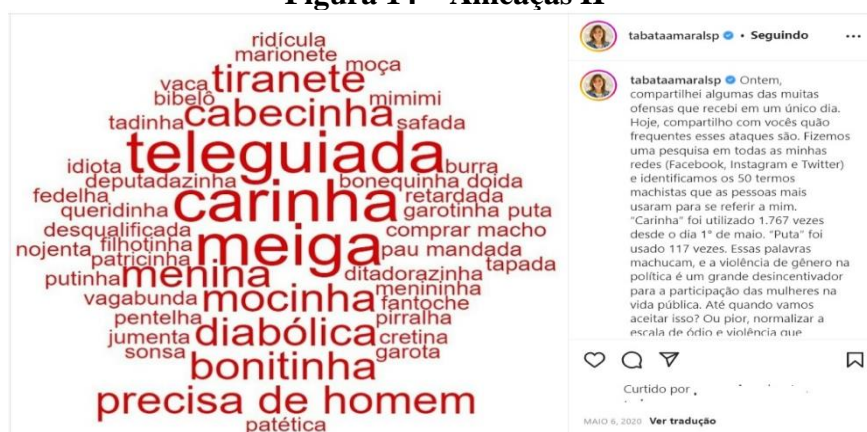 Figura 14 – Ameaças II
ridícula
marionete
moça
tiranete
vaca
bibelô
mimimi
cabecinha
tadinha
safada
teleguiada
idiota
burra
deputadazinha
bonequinha doida
fedelha
carinha
retardada
queridinha
garotinha puta
desqualificada
comprar macho
nojenta
filhotinha
meiga
pau mandada
patricinha
tapada
menina
ditadorazinha
putinha
menininha
vagabunda
mocinha
fantoche
pentelha
pirralha
jumenta
diabólica
cretina
sonsa
garota
bonitinha
precisa de homem
patética
tabataamaralsp • Seguindo
tabataamaralsp Ontem,
compartilhei algumas das muitas
ofensas que recebi em um único dia.
Hoje, compartilho com vocês quão
frequentes esses ataques são. Fizemos
uma pesquisa em todas as minhas
redes (Facebook, Instagram e Twitter)
e identificamos os 50 termos
machistas que as pessoas mais
usaram para se referir a mim.
"Carinha" foi utilizado 1.767 vezes
desde o dia 1° de maio. "Puta" foi
usado 117 vezes. Essas palavras
machucam, e a violência de gênero na
política é um grande desincentivador
para a participação das mulheres na
vida pública. Até quando vamos
aceitar isso? Ou pior, normalizar a
escala de ódio e violência que
Curtido por
MAIO 6, 2020 Ver tradução